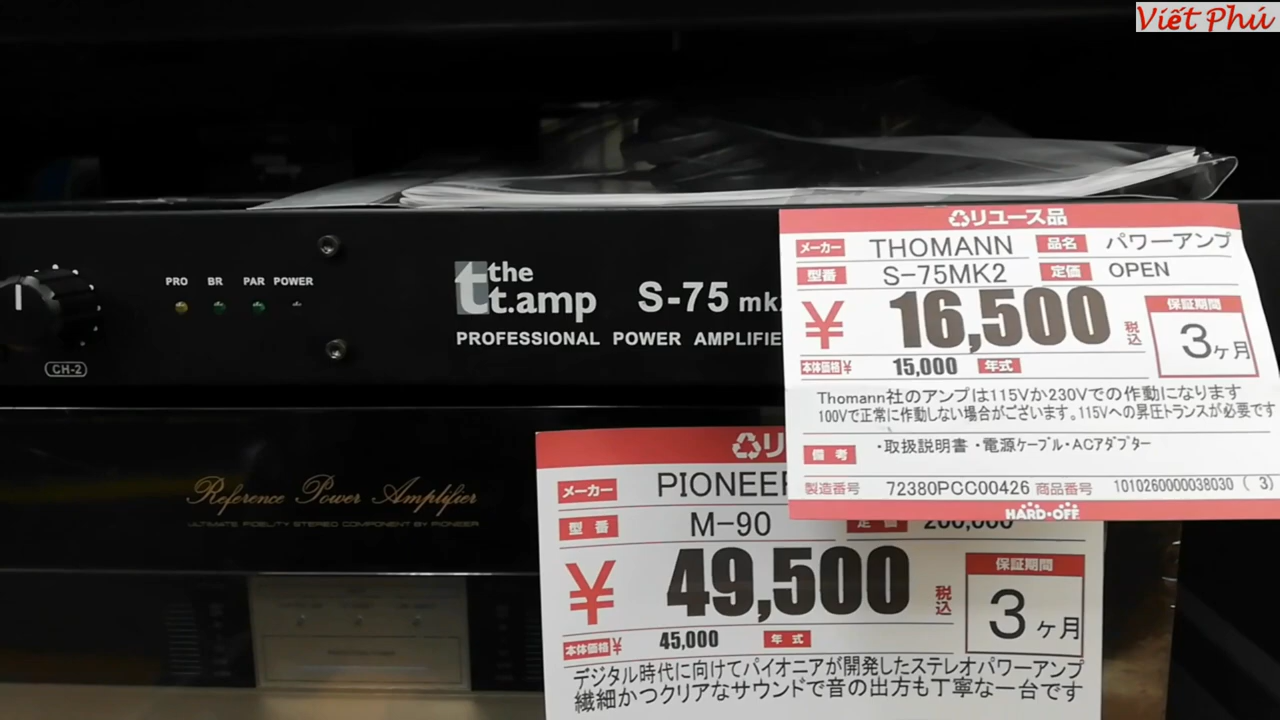 Viết Phú
PRO BR PAR POWER
CH-2
the
t.amp
S-75
PROFESSIONAL POWER AMPLIFIE
リユース品
メーカー THOMANN 品名 パワーアンプ
型番 S-75MK2 定価 OPEN
¥ 16,500 税込
保証期間
3ヶ月
本体価格¥ 15,000 年式
Thomann社のアンプは115Vか230Vでの作動になります
100Vで正常に作動しない場合がございます。115Vへの昇圧トランスが必要です
備考 ・取扱説明書・電源ケーブル・ACアダプター
製造番号 72380PCC00426 商品番号 1010260000038030 ( 3)
HARD・OFF
Reference Power Amplifier
ULTIMATE FIDELITY STEREO COMPONENT BY PIONEER
リ
メーカー PIONEER
型番 M-90 定価 200,000
¥ 49,500 税込
保証期間
3ヶ月
本体価格¥ 45,000 年式
デジタル時代に向けてパイオニアが開発したステレオパワーアンプ
繊細かつクリアなサウンドで音の出方も丁寧な一台です